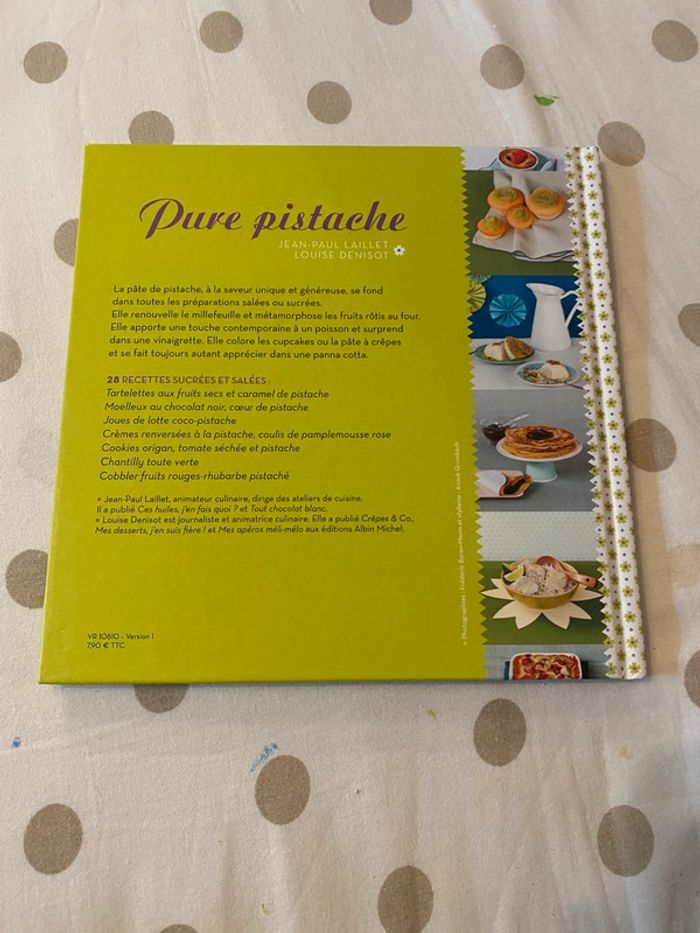 Pure pistache
JEAN-PAUL LAILLET
LOUISE DENISOT
La pâte de pistache, à la saveur unique et généreuse, se fond
dans toutes les préparations salées ou sucrées.
Elle renouvelle le millefeuille et métamorphose les fruits rôtis au four.
Elle apporte une touche contemporaine à un poisson et surprend
dans une vinaigrette. Elle colore les cupcakes ou la pâte à crêpes
et se fait toujours autant apprécier dans une panna cotta.
28 RECETTES SUCRÉES ET SALÉES :
Tartelettes aux fruits secs et caramel de pistache
Moelleux au chocolat noir, cœur de pistache
Joues de lotte coco-pistache
Crèmes renversées à la pistache, coulis de pamplemousse rose
Cookies origan, tomate séchée et pistache
Chantilly toute verte
Cobbler fruits rouges-rhubarbe pistaché
• Jean-Paul Laillet, animateur culinaire, dirige des ateliers de cuisine.
Il a publié Ces huiles, j'en fais quoi ? et Tout chocolat blanc.
• Louise Denisot est journaliste et animatrice culinaire. Elle a publié Crêpes & Co.,
Mes desserts, j'en suis fière ! et Mes apéros méli-mélo aux éditions Albin Michel.
VR 10610 - Version 1
7,90 € TTC
© Photographies : Frédéric
et stylisme : Anouk